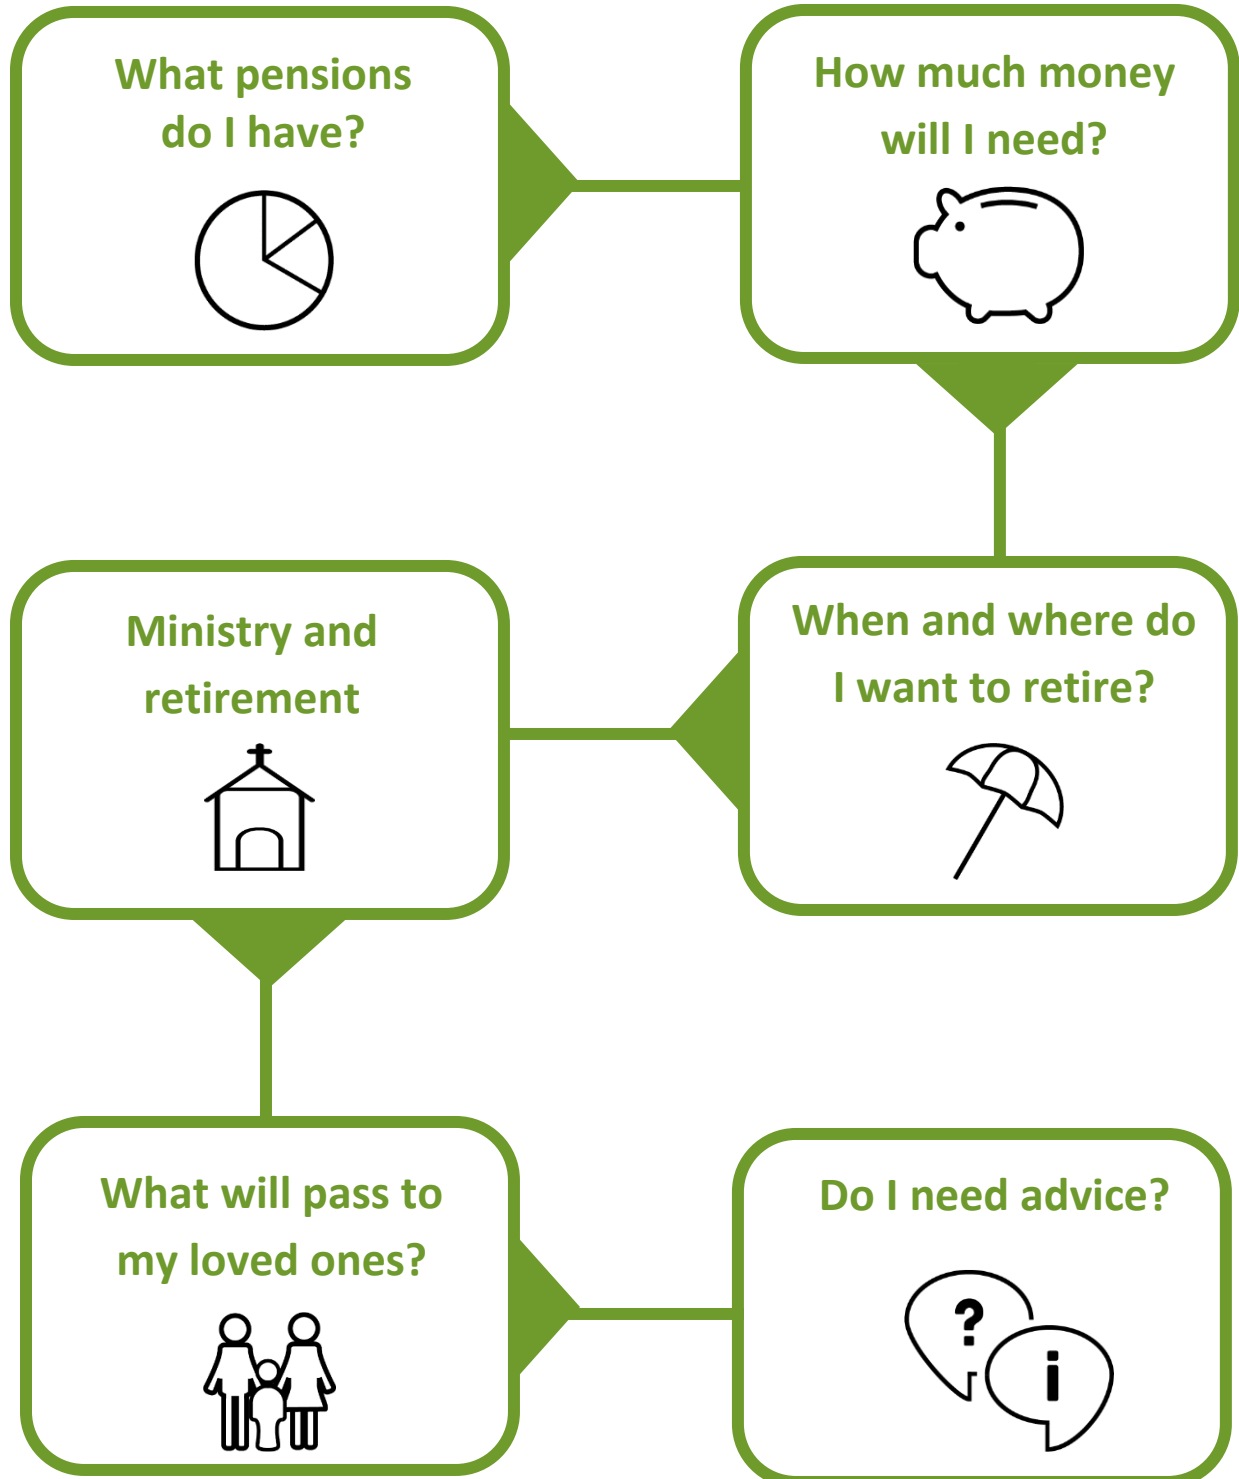 What pensions
do I have?
How much money
will I need?
When and where do
I want to retire?
Ministry and
retirement
What will pass to
my loved ones?
Do I need advice?
?
i